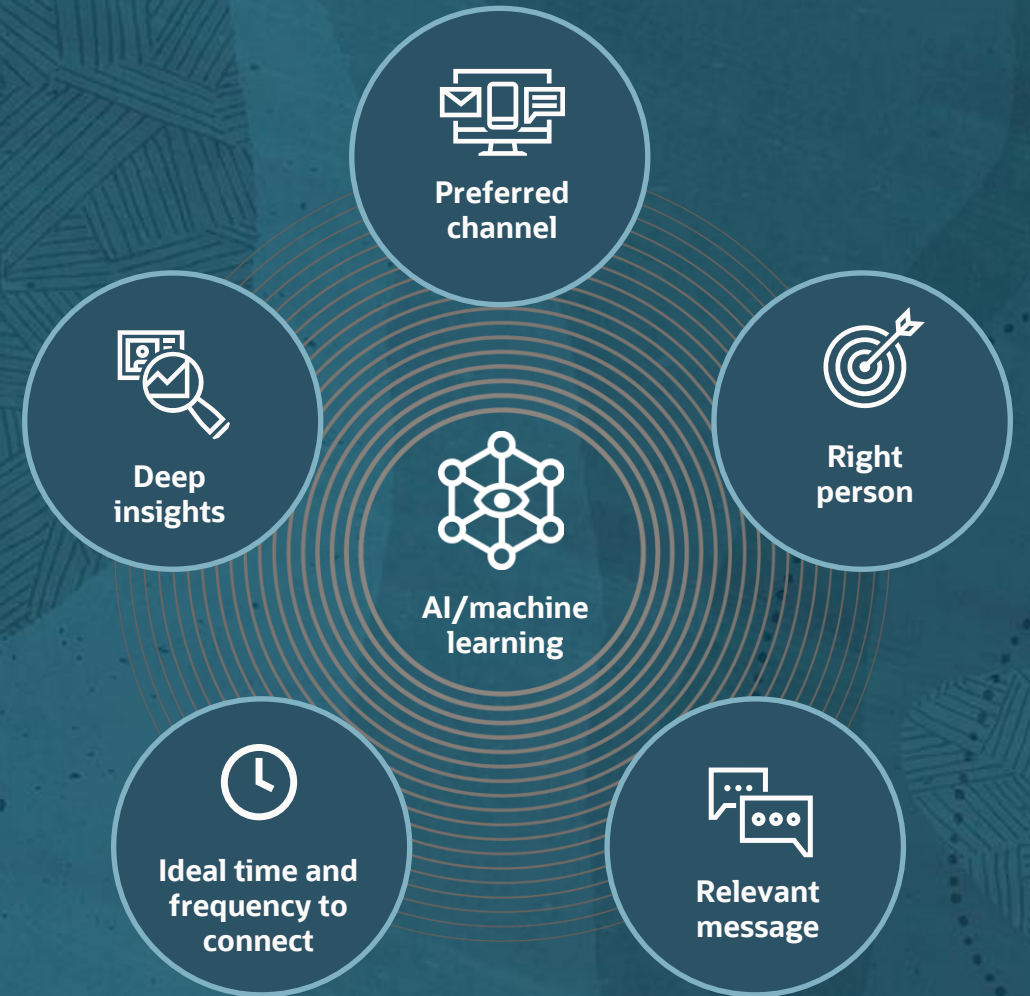 Preferred
channel
Deep
insights
Right
person
AI/machine
learning
Ideal time and
frequency to
connect
Relevant
message